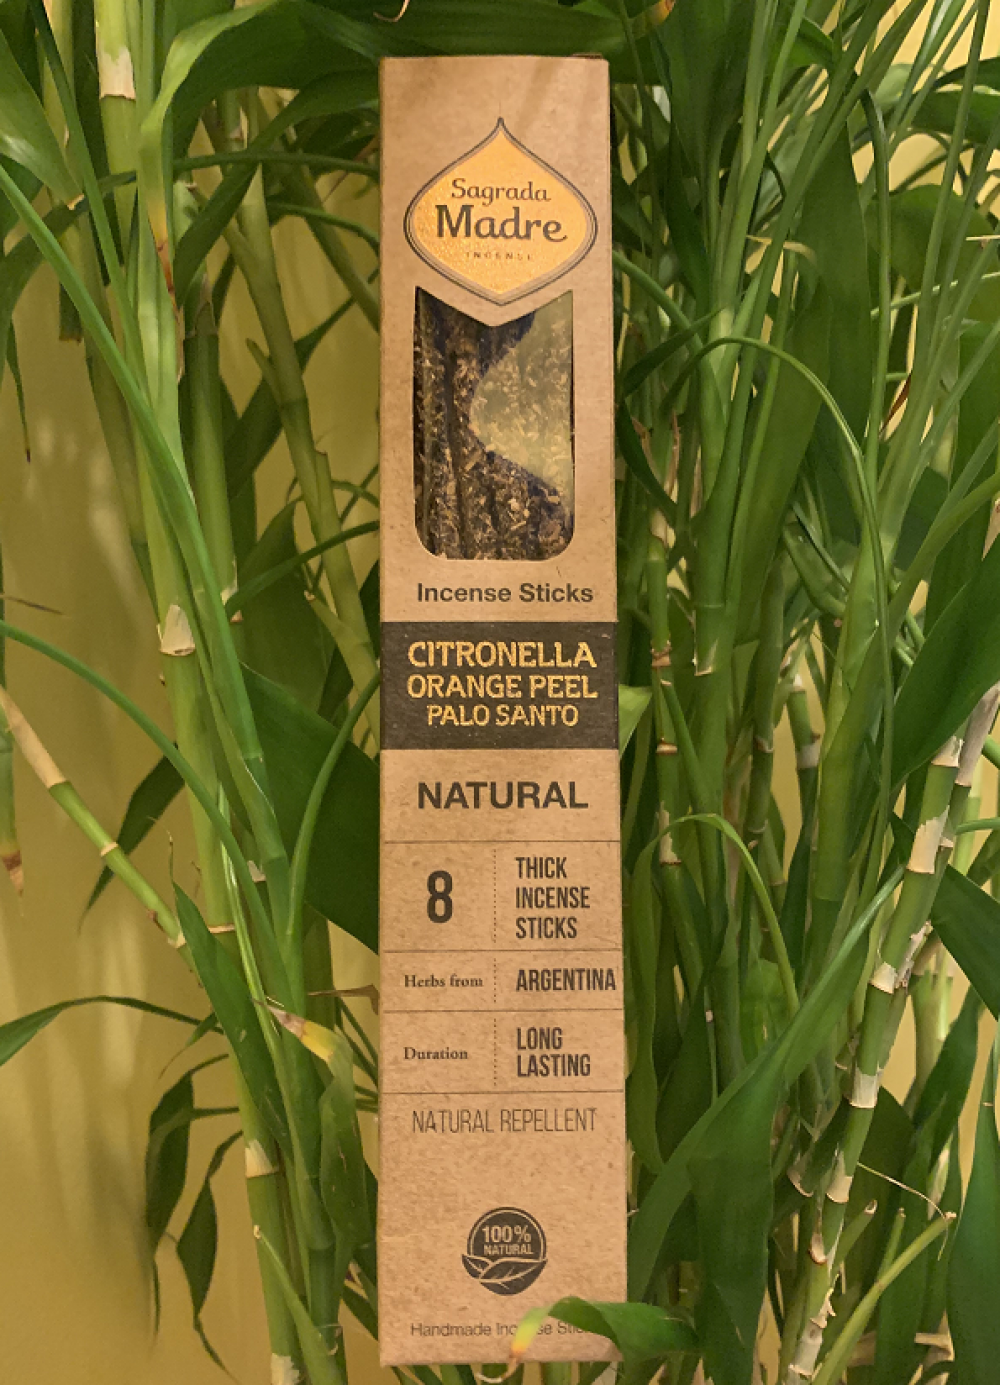 Sagrada
Madre
INCENSE
Incense Sticks
CITRONELLA
ORANGE PEEL
PALO SANTO
NATURAL
8
THICK
INCENSE
STICKS
Herbs from
ARGENTINA
Duration
LONG
LASTING
NATURAL REPELLENT
100%
NATURAL
Handmade